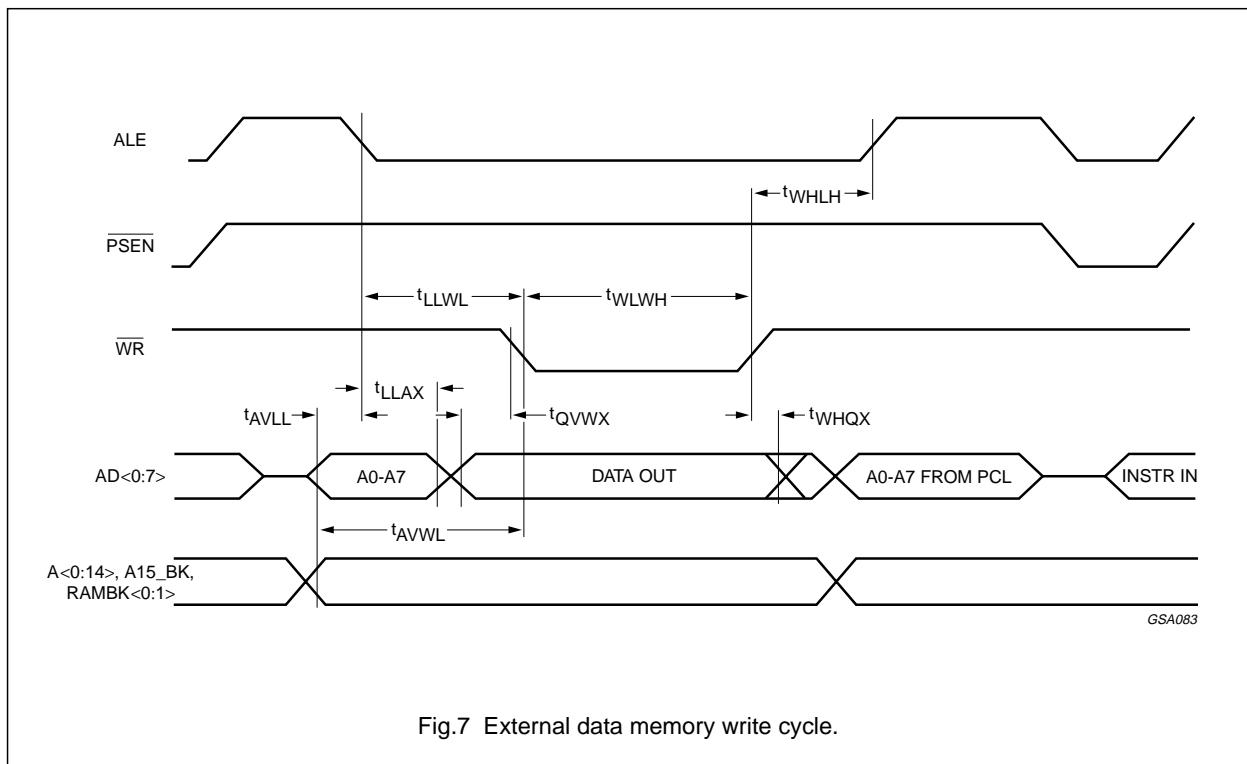 ALE
tWHLH
PSEN
tLLWL
tWLWH
WR
tLLAX
tAVLL
tQVWX
tWHQX
AD<0:7>
A0-A7
DATA OUT
A0-A7 FROM PCL
INSTR IN
tAVWL
A<0:14>, A15_BK,
RAMBK<0:1>
GSA083
Fig.7 External data memory write cycle.